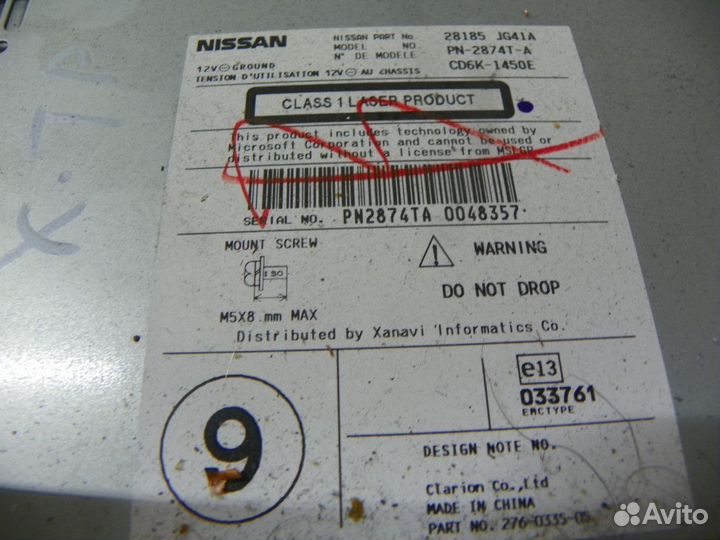 NISSAN
NISSAN PART No. 28185 JG41A
MODEL NO. PN-2874T-A
N° DE MODELE CD6K-1450E
12V⊖GROUND
TENSION D'UTILISATION 12V⊖ AU CHASSIS
CLASS 1 LASER PRODUCT
This product includes technology owned by
Microsoft Corporation and cannot be used or
distributed without a license from MSLGP
SERIAL NO. PN2874TA 0048357
MOUNT SCREW
ISO
M5X8 mm MAX
WARNING
DO NOT DROP
Distributed by Xanavi Informatics Co.
9
e13
033761
EMCTYPE
DESIGN NOTE NO.
Clarion Co.,Ltd
MADE IN CHINA
PART NO. 276-0335-05
Avito